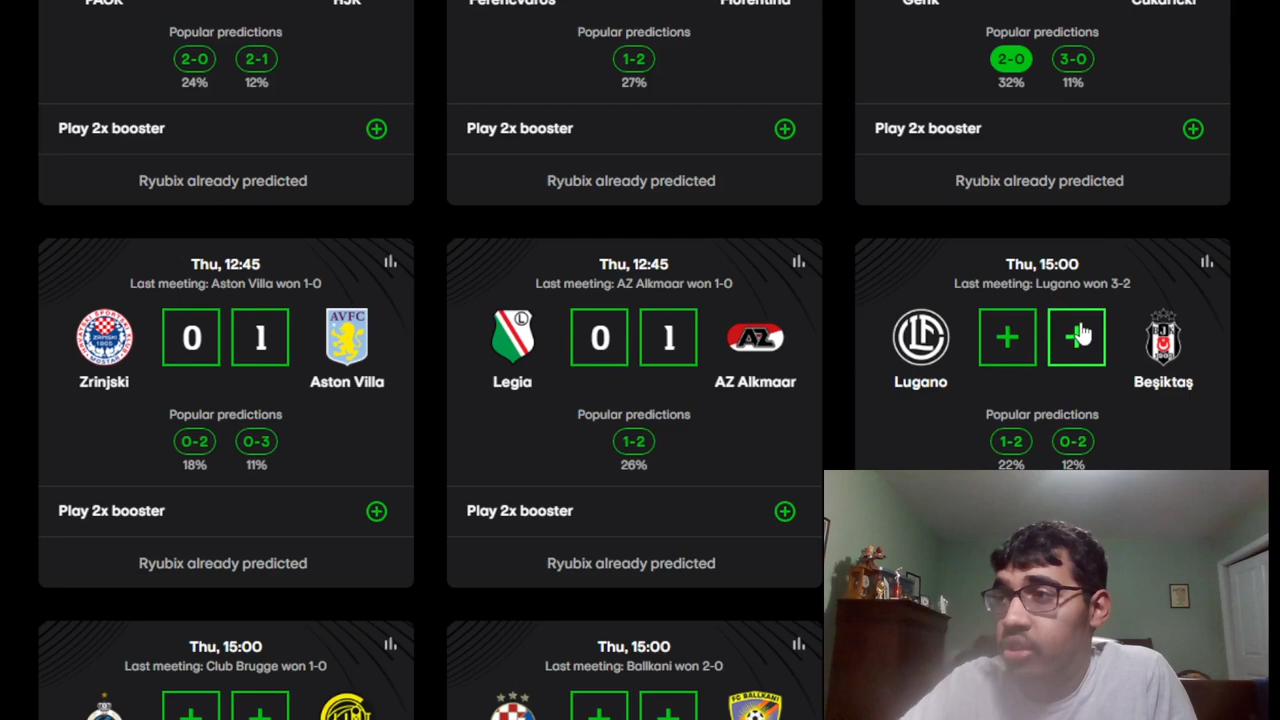 PAOK HJK
Ferencváros Fiorentina
Genk Čukarički
Popular predictions
2-0 2-1
24% 12%
Popular predictions
1-2
27%
Popular predictions
2-0 3-0
32% 11%
Play 2x booster
Play 2x booster
Play 2x booster
Ryubix already predicted
Ryubix already predicted
Ryubix already predicted
Thu, 12:45
Last meeting: Aston Villa won 1-0
0 1
AVFC
Zrinjski Aston Villa
Popular predictions
0-2 0-3
18% 11%
Play 2x booster
Ryubix already predicted
Thu, 12:45
Last meeting: AZ Alkmaar won 1-0
0 1
L
AZ
Legia AZ Alkmaar
Popular predictions
1-2
26%
Play 2x booster
Ryubix already predicted
Thu, 15:00
Last meeting: Lugano won 3-2
Lugano Beşiktaş
Popular predictions
1-2 0-2
22% 12%
Thu, 15:00
Last meeting: Club Brugge won 1-0
Thu, 15:00
Last meeting: Ballkani won 2-0
FC BALLKANI